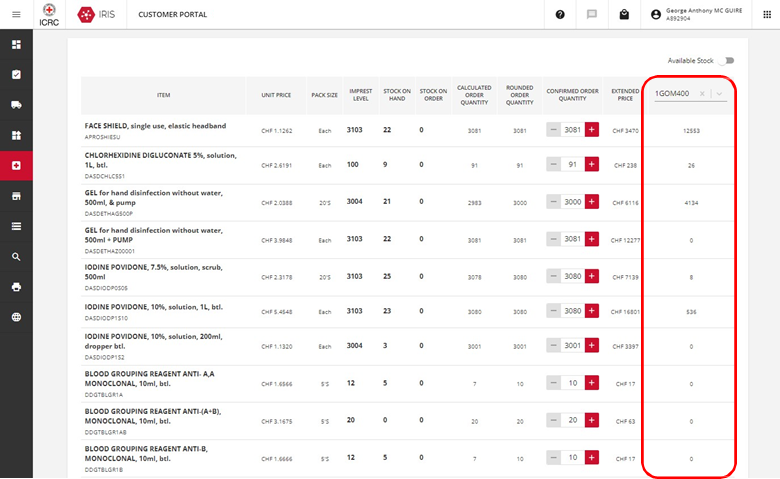 ICRC
IRIS
CUSTOMER PORTAL
George Anthony MC GUIRE
A892904
Available Stock
ITEM UNIT PRICE PACK SIZE IMPREST LEVEL STOCK ON HAND STOCK ON ORDER CALCULATED ORDER QUANTITY ROUNDED ORDER QUANTITY CONFIRMED ORDER QUANTITY EXTENDED PRICE 1GOM400
FACE SHIELD, single use, elastic headband
APROSHIESU
CHF 1.1262 Each 3103 22 0 3081 3081 3081 CHF 3470 12553
CHLORHEXIDINE DIGLUCONATE 5%, solution,
1L, btl.
DASDCHLC5S1
CHF 2.6191 Each 100 9 0 91 91 91 CHF 238 26
GEL for hand disinfection without water,
500ml, & pump
DASDETHAG500P
CHF 2.0388 20'S 3004 21 0 2983 3000 3000 CHF 6116 4134
GEL for hand disinfection without water,
500ml + PUMP
DASDETHAZ00001
CHF 3.9848 Each 3103 22 0 3081 3081 3081 CHF 12277 0
IODINE POVIDONE, 7.5%, solution, scrub,
500ml
DASDIODP0S05
CHF 2.3178 20'S 3103 25 0 3078 3080 3080 CHF 7139 8
IODINE POVIDONE, 10%, solution, 1L, btl.
DASDIODP1S10
CHF 5.4548 Each 3103 23 0 3080 3080 3080 CHF 16801 536
IODINE POVIDONE, 10%, solution, 200ml,
dropper btl.
DASDIODP1S2
CHF 1.1320 Each 3004 3 0 3001 3001 3001 CHF 3397 0
BLOOD GROUPING REAGENT ANTI- A,A
MONOCLONAL, 10ml, btl.
DDGTBLGR1A
CHF 1.6566 5'S 12 5 0 7 10 10 CHF 17 0
BLOOD GROUPING REAGENT ANTI-(A+B),
MONOCLONAL, 10ml, btl.
DDGTBLGR1AB
CHF 3.1675 5'S 20 0 0 20 20 20 CHF 63 0
BLOOD GROUPING REAGENT ANTI-B,
MONOCLONAL, 10ml, btl.
DDGTBLGR1B
CHF 1.6666 5'S 12 5 0 7 10 10 CHF 17 0